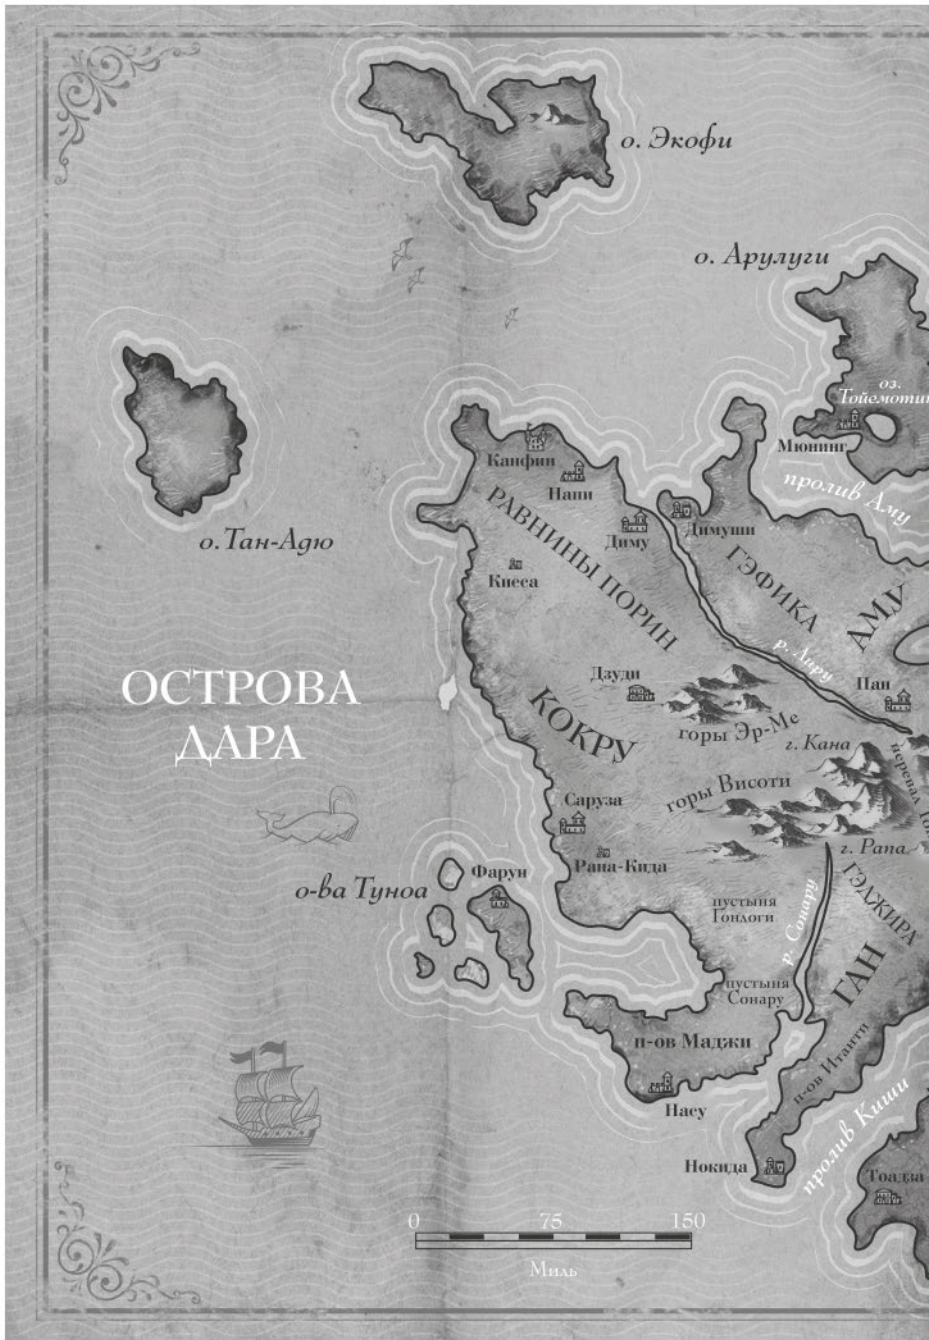 о. Экофи
о. Арулуги
оз.
Тойемотик
Мюнинг
пролив Аму
о. Тан-Адю
Канфин
Напи
Диму
Димуши
РАВНИНЫ ПОРИН
ГЭФИКА
АМУ
Киеса
р. Лиру
Пан
Дзуди
горы Эр-Ме
ОСТРОВА
ДАРА
КОКРУ
г. Кана
перевал
горы Висоти
Саруза
Рана-Кида
г. Рапа
о-ва Туноа
Фарун
ГЭДЖИРА
пустыня
Гондоги
р. Сонару
пустыня
Сонару
ГАН
п-ов Маджи
п-ов Итанти
Насу
пролив Киши
Нокида
Тоадза
0 75 150
Миль